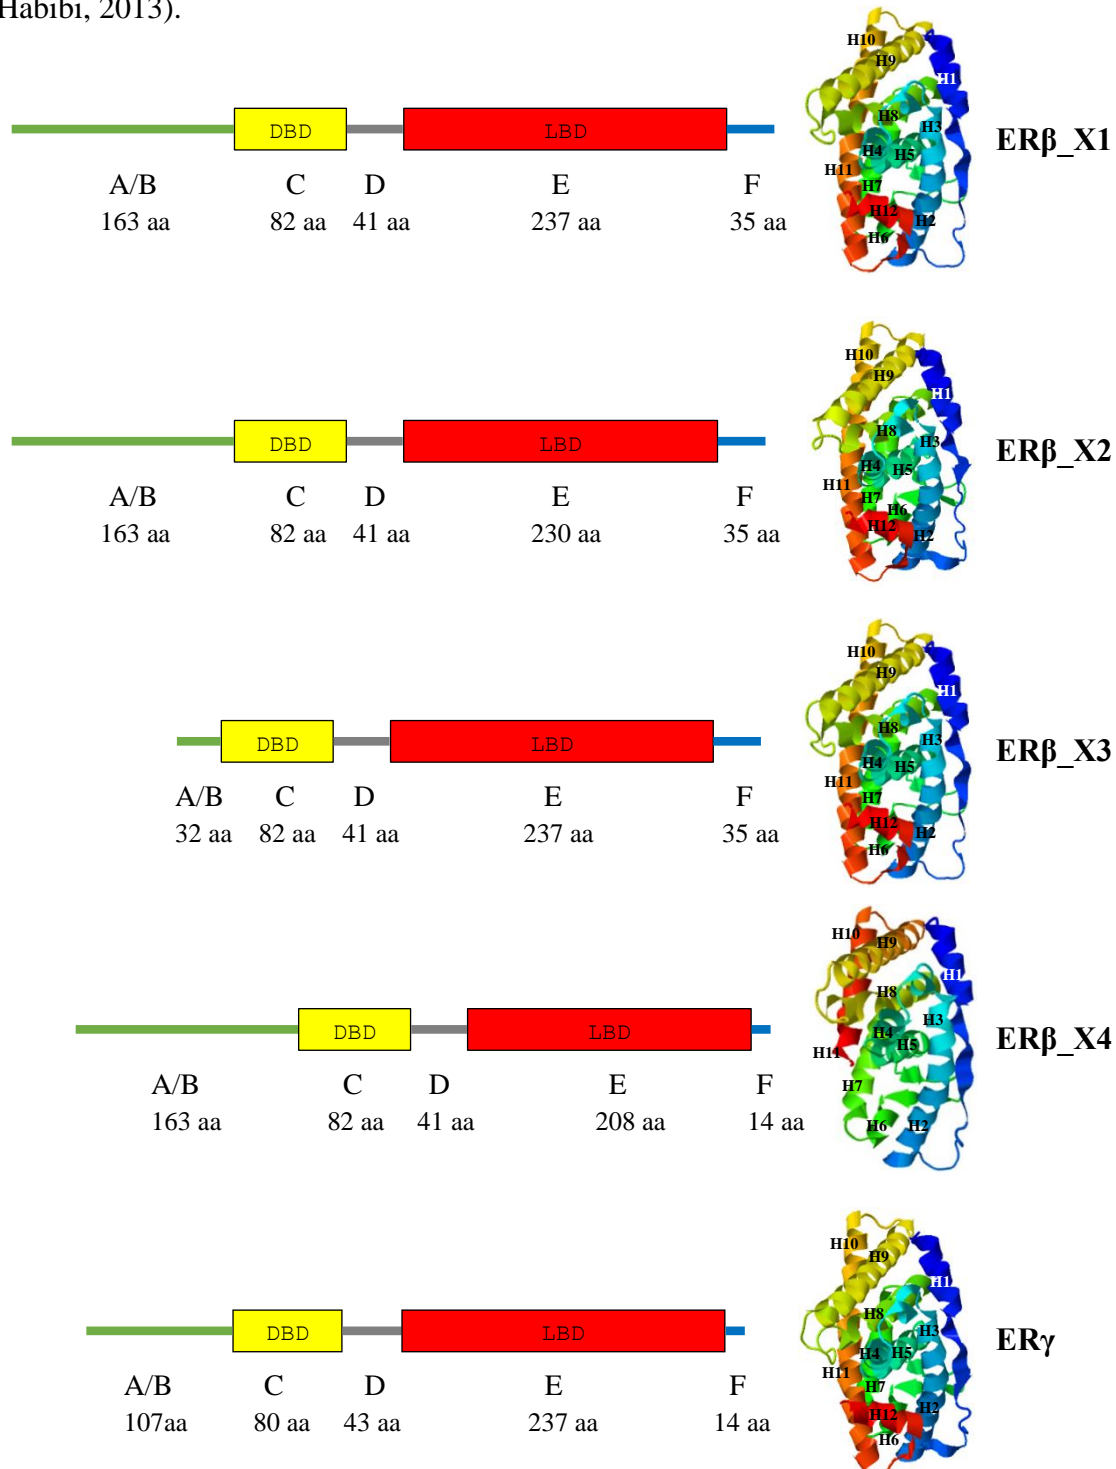 Habibi, 2013).
H10
H9
H1
DBD LBD H8 H3 ERβ_X1
H4 H5
A/B C D E F H11
H7
163 aa 82 aa 41 aa 237 aa 35 aa H12 H2
H6
H10
H9
H1
DBD LBD H8 H3 ERβ_X2
H4 H5
A/B C D E F H11
H7
H6
163 aa 82 aa 41 aa 230 aa 35 aa H12 H2
H10
H9
H1
DBD LBD H8 H3 ERβ_X3
H4 H5
A/B C D E F H11
H7
32 aa 82 aa 41 aa 237 aa 35 aa H12 H2
H6
H10
H9
H1
H8
DBD LBD H4 H3 ERβ_X4
H5
H11
A/B C D E F H7
163 aa 82 aa 41 aa 208 aa 14 aa H6 H2
H10
H9
H1
H8
DBD LBD H4 H5 H3 ERγ
H11
A/B C D E F H7
107aa 80 aa 43 aa 237 aa 14 aa H12 H2
H6